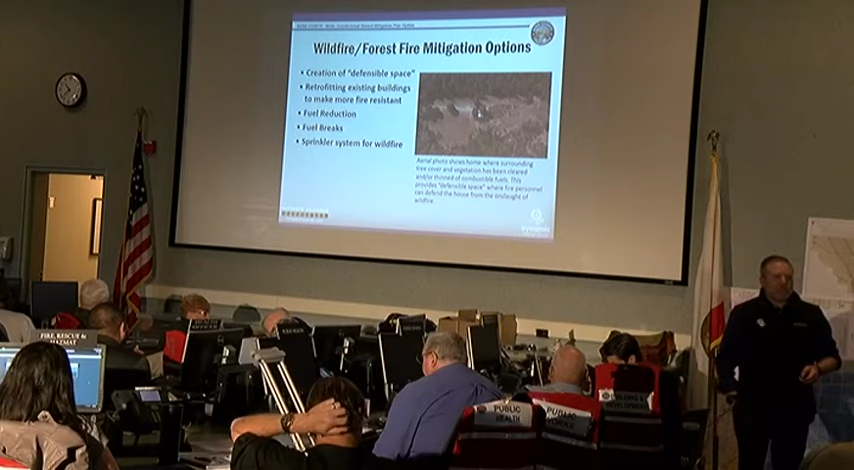 Wildfire/Forest Fire Mitigation Options
• Creation of "defensible space"
• Retrofitting existing buildings
to make more fire resistant
• Fuel Reduction
• Fuel Breaks
• Sprinkler system for wildfire
Aerial photo shows home where surrounding
tree cover and vegetation has been cleared
and/or thinned of combustible fuels. This
provides "defensible space" where fire personnel
can defend the house from the onslaught of
wildfire.
FIRE, RESCUE &
HAZMAT
PUBLIC
HEALTH
PUBLIC
WORKS
BUILDING &
DEVELOPMENT